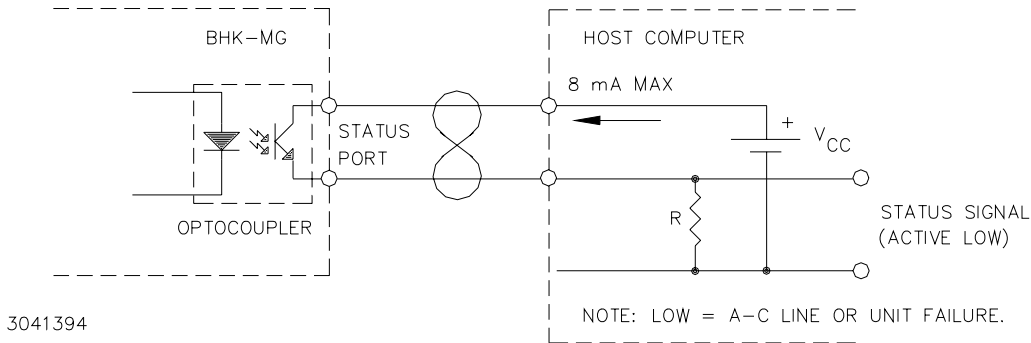 BHK-MG
HOST COMPUTER
8 mA MAX
STATUS
PORT
+
VCC
R
OPTOCOUPLER
STATUS SIGNAL
(ACTIVE LOW)
3041394
NOTE: LOW = A-C LINE OR UNIT FAILURE.